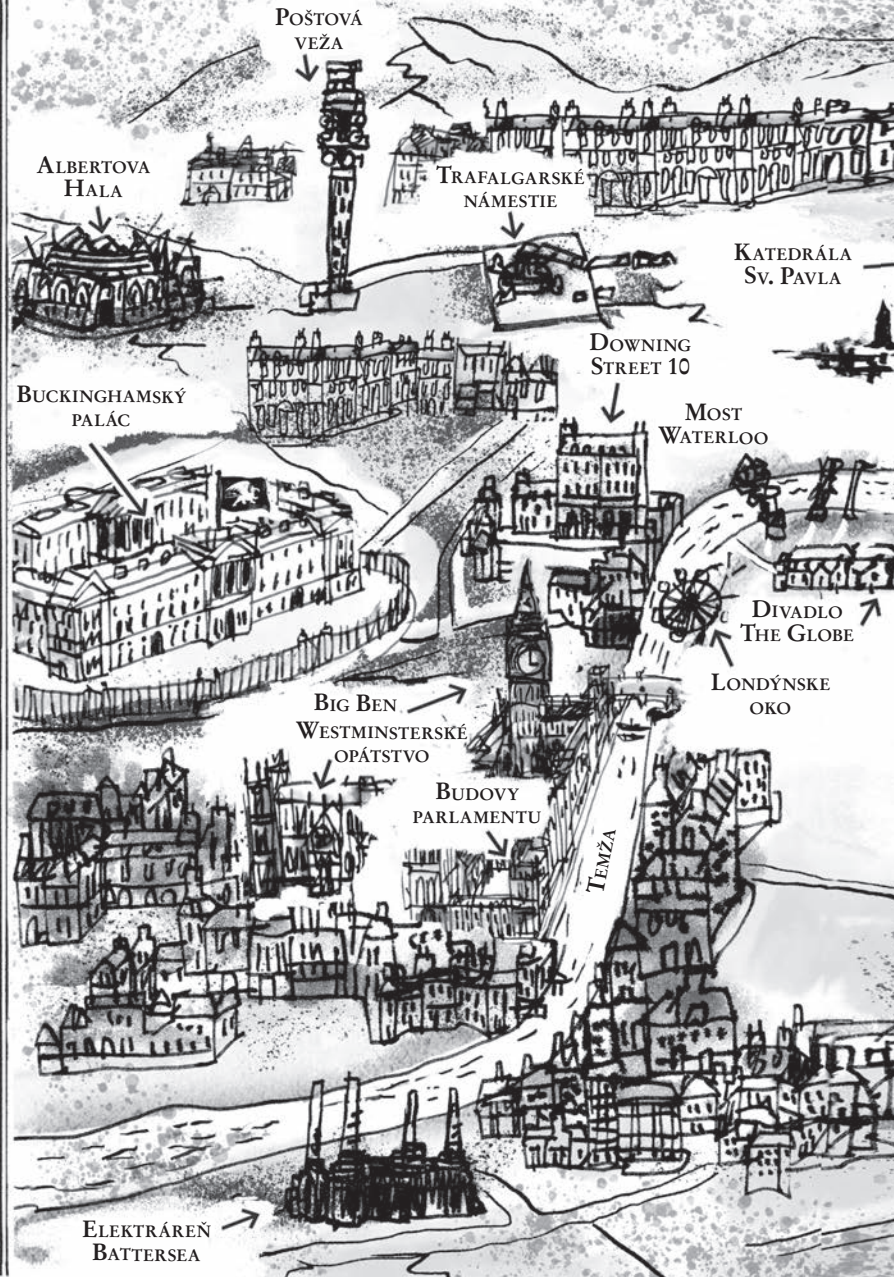 Poštová
veža
Albertova
Hala
Trafalgarské
námestie
Katedrála
Sv. Pavla
Downing
Street 10
Buckinghamský
palác
Most
Waterloo
Divadlo
The Globe
Londýnske
oko
Big Ben
Westminsterské
opátstvo
Budovy
parlamentu
Temža
Elektráreň
Battersea